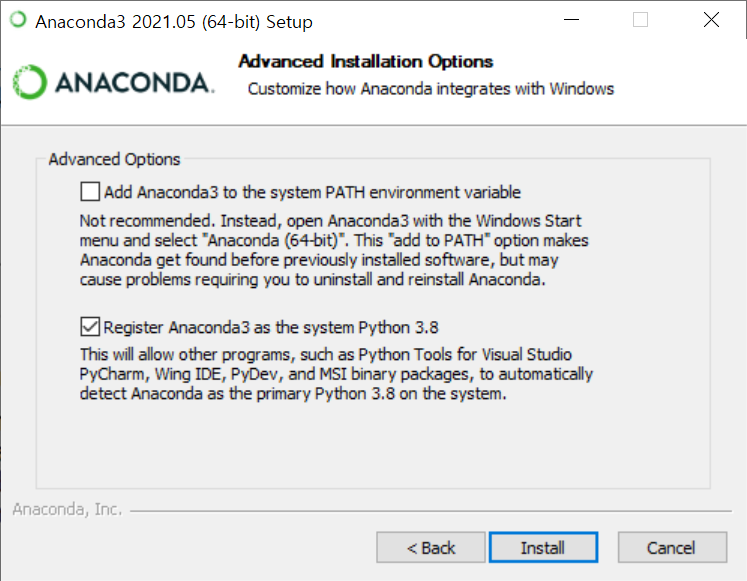 Anaconda3 2021.05 (64-bit) Setup
ANACONDA.
Advanced Installation Options
Customize how Anaconda integrates with Windows
Advanced Options
Add Anaconda3 to the system PATH environment variable
Not recommended. Instead, open Anaconda3 with the Windows Start
menu and select "Anaconda (64-bit)". This "add to PATH" option makes
Anaconda get found before previously installed software, but may
cause problems requiring you to uninstall and reinstall Anaconda.
Register Anaconda3 as the system Python 3.8
This will allow other programs, such as Python Tools for Visual Studio
PyCharm, Wing IDE, PyDev, and MSI binary packages, to automatically
detect Anaconda as the primary Python 3.8 on the system.
Anaconda, Inc.
< Back
Install
Cancel